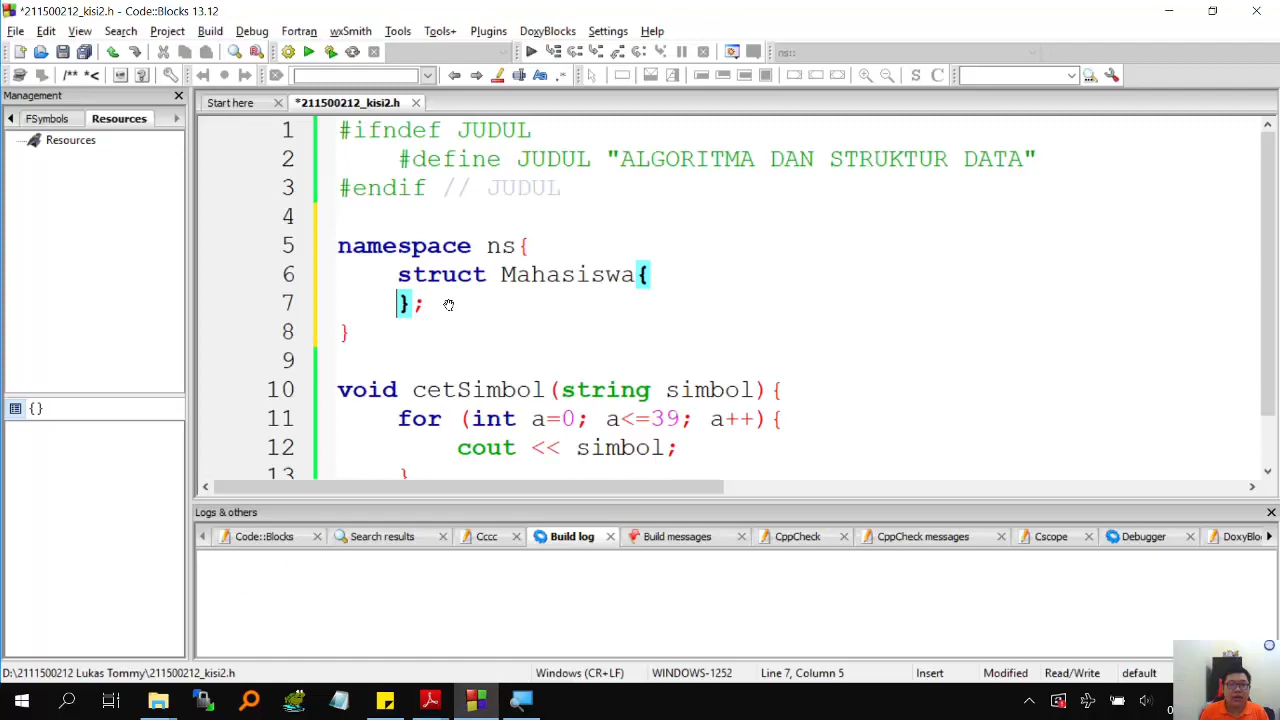 *211500212_kisi2.h - Code::Blocks 13.12
File Edit View Search Project Build Debug Fortran wxSmith Tools Tools+ Plugins DoxyBlocks Settings Help
ns::
/** *<
S C
Management
FSymbols Resources
Resources
{}
Start here *211500212_kisi2.h
1 #ifndef JUDUL
2 #define JUDUL "ALGORITMA DAN STRUKTUR DATA"
3 #endif // JUDUL
4
5 namespace ns{
6 struct Mahasiswa{
7 };
8 }
9
10 void cetSimbol(string simbol){
11 for (int a=0; a<=39; a++){
12 cout << simbol;
13 }
Logs & others
Code::Blocks Search results Cccc Build log Build messages CppCheck CppCheck messages Cscope Debugger DoxyBlo
D:\2111500212 Lukas Tommy\211500212_kisi2.h Windows (CR+LF) WINDOWS-1252 Line 7, Column 5 Insert Modified Read/Write default